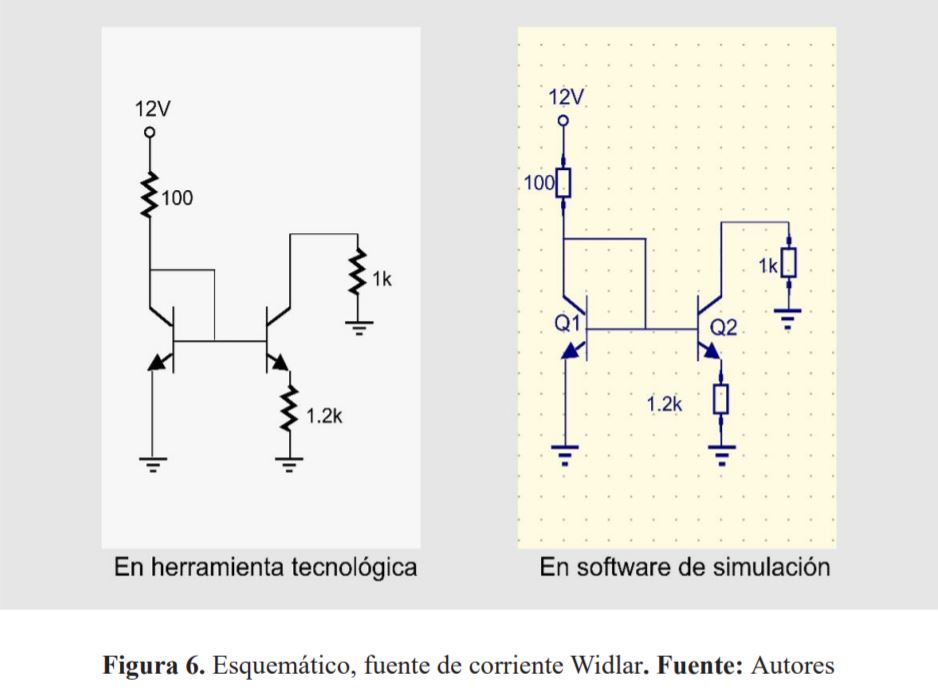 12V
100
1k
1.2k
12V
100
1k
Q1
Q2
1.2k
En herramienta tecnológica
En software de simulación
Figura 6. Esquemático, fuente de corriente Widlar. Fuente: Autores